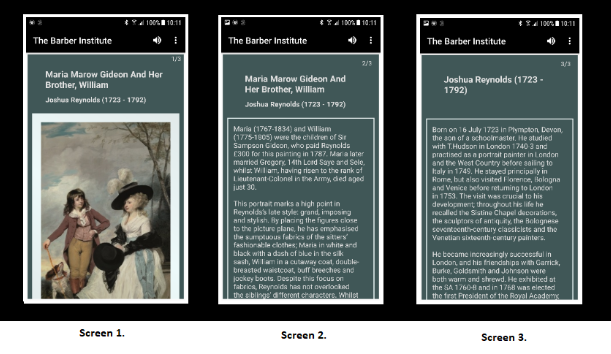 100% 10:11
The Barber Institute
1/3
Maria Marow Gideon And Her
Brother, William
Joshua Reynolds (1723 - 1792)
Screen 1.
100% 10:11
The Barber Institute
2/3
Maria Marow Gideon And
Her Brother, William
Joshua Reynolds (1723 - 1792)
Maria (1767-1834) and William
(1775-1805) were the children of Sir
Sampson Gideon, who paid Reynolds
£300 for this painting in 1787. Maria later
married Gregory, 14th Lord Saye and Sele,
whilst William, having risen to the rank of
Lieutenant-Colonel in the Army, died aged
just 30.
This portrait marks a high point in
Reynolds's late style: grand, imposing
and stylish. By placing the figures close
to the picture plane, he has emphasised
the sumptuous fabrics of the sitters'
fashionable clothes; Maria in white and
black with a dash of blue in the silk
sash, William in a cutaway coat, double-
breasted waistcoat, buff breeches and
jockey boots. Despite this focus on
fabrics, Reynolds has not overlooked
the siblings' different characters. Whilst
Screen 2.
100% 10:11
The Barber Institute
3/3
Joshua Reynolds (1723 -
1792)
Born on 16 July 1723 in Plympton, Devon,
the son of a schoolmaster. He studied
with T.Hudson in London 1740-3 and
practised as a portrait painter in London
and the West Country before sailing to
Italy in 1749. He stayed principally in
Rome, but also visited Florence, Bologna
and Venice before returning to London
in 1753. The visit was crucial to his
development; throughout his life he
recalled the Sistine Chapel decorations,
the sculptors of antiquity, the Bolognese
seventeenth-century classicists and the
Venetian sixteenth century painters.
He became increasingly successful in
London, and his friendships with Garrick,
Burke, Goldsmith and Johnson were
both warm and shrewd. He exhibited at
the SA 1760-8 and in 1768 was elected
the first President of the Royal Academy,
Screen 3.